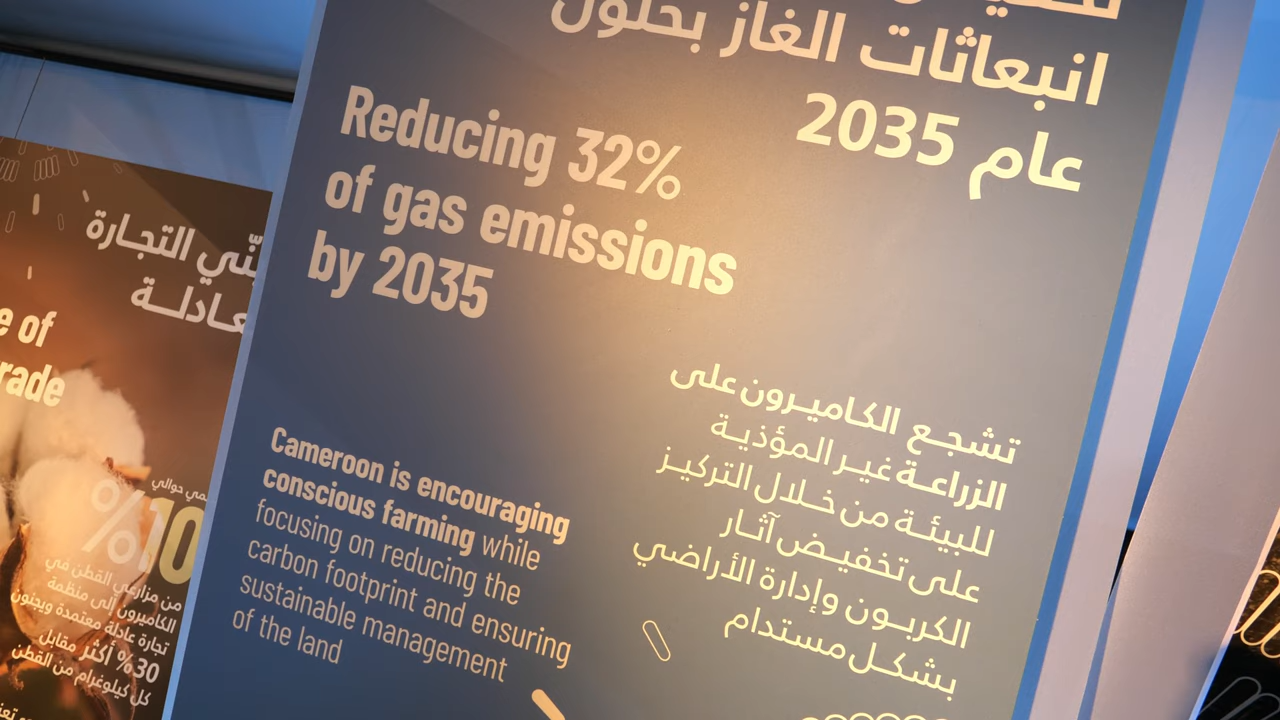 انبعاثات الغاز بحلول
عام 2035
Reducing 32%
of gas emissions
by 2035
Cameroon is encouraging
conscious farming while
focusing on reducing the
carbon footprint and ensuring
sustainable management
of the land
تشجع الكاميرون على
الزراعة غير المؤذية
للبيئة من خلال التركيز
على تخفيض آثار
الكربون وإدارة الأراضي
بشكل مستدام
التجارة
of
حوالي
%10
من مزارعي القطن في
الكاميرون إلى منظمة
تجارة عادلة معتمدة ويجنون
30% أكثر مقابل
كل كيلوغرام من القطن